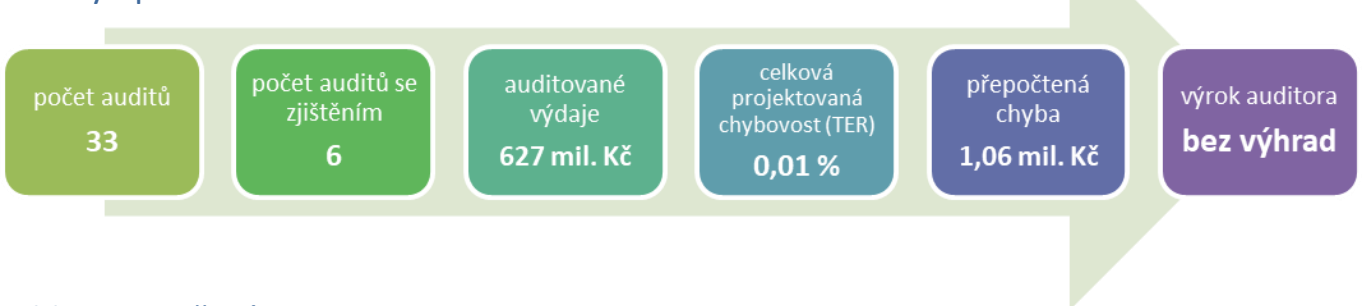 počet auditů
33
počet auditů se
zjištěním
6
auditované
výdaje
627 mil. Kč
celková
projektovaná
chybovost (TER)
0,01 %
přepočtená
chyba
1,06 mil. Kč
výrok auditora
bez výhrad